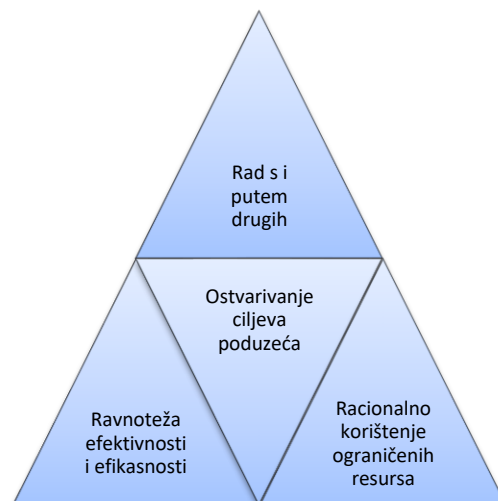 Rad s i
putem
drugih
Ostvarivanje
ciljeva
poduzeća
Ravnoteža
efektivnosti
i efikasnosti
Racionalno
korištenje
ograničenih
resursa